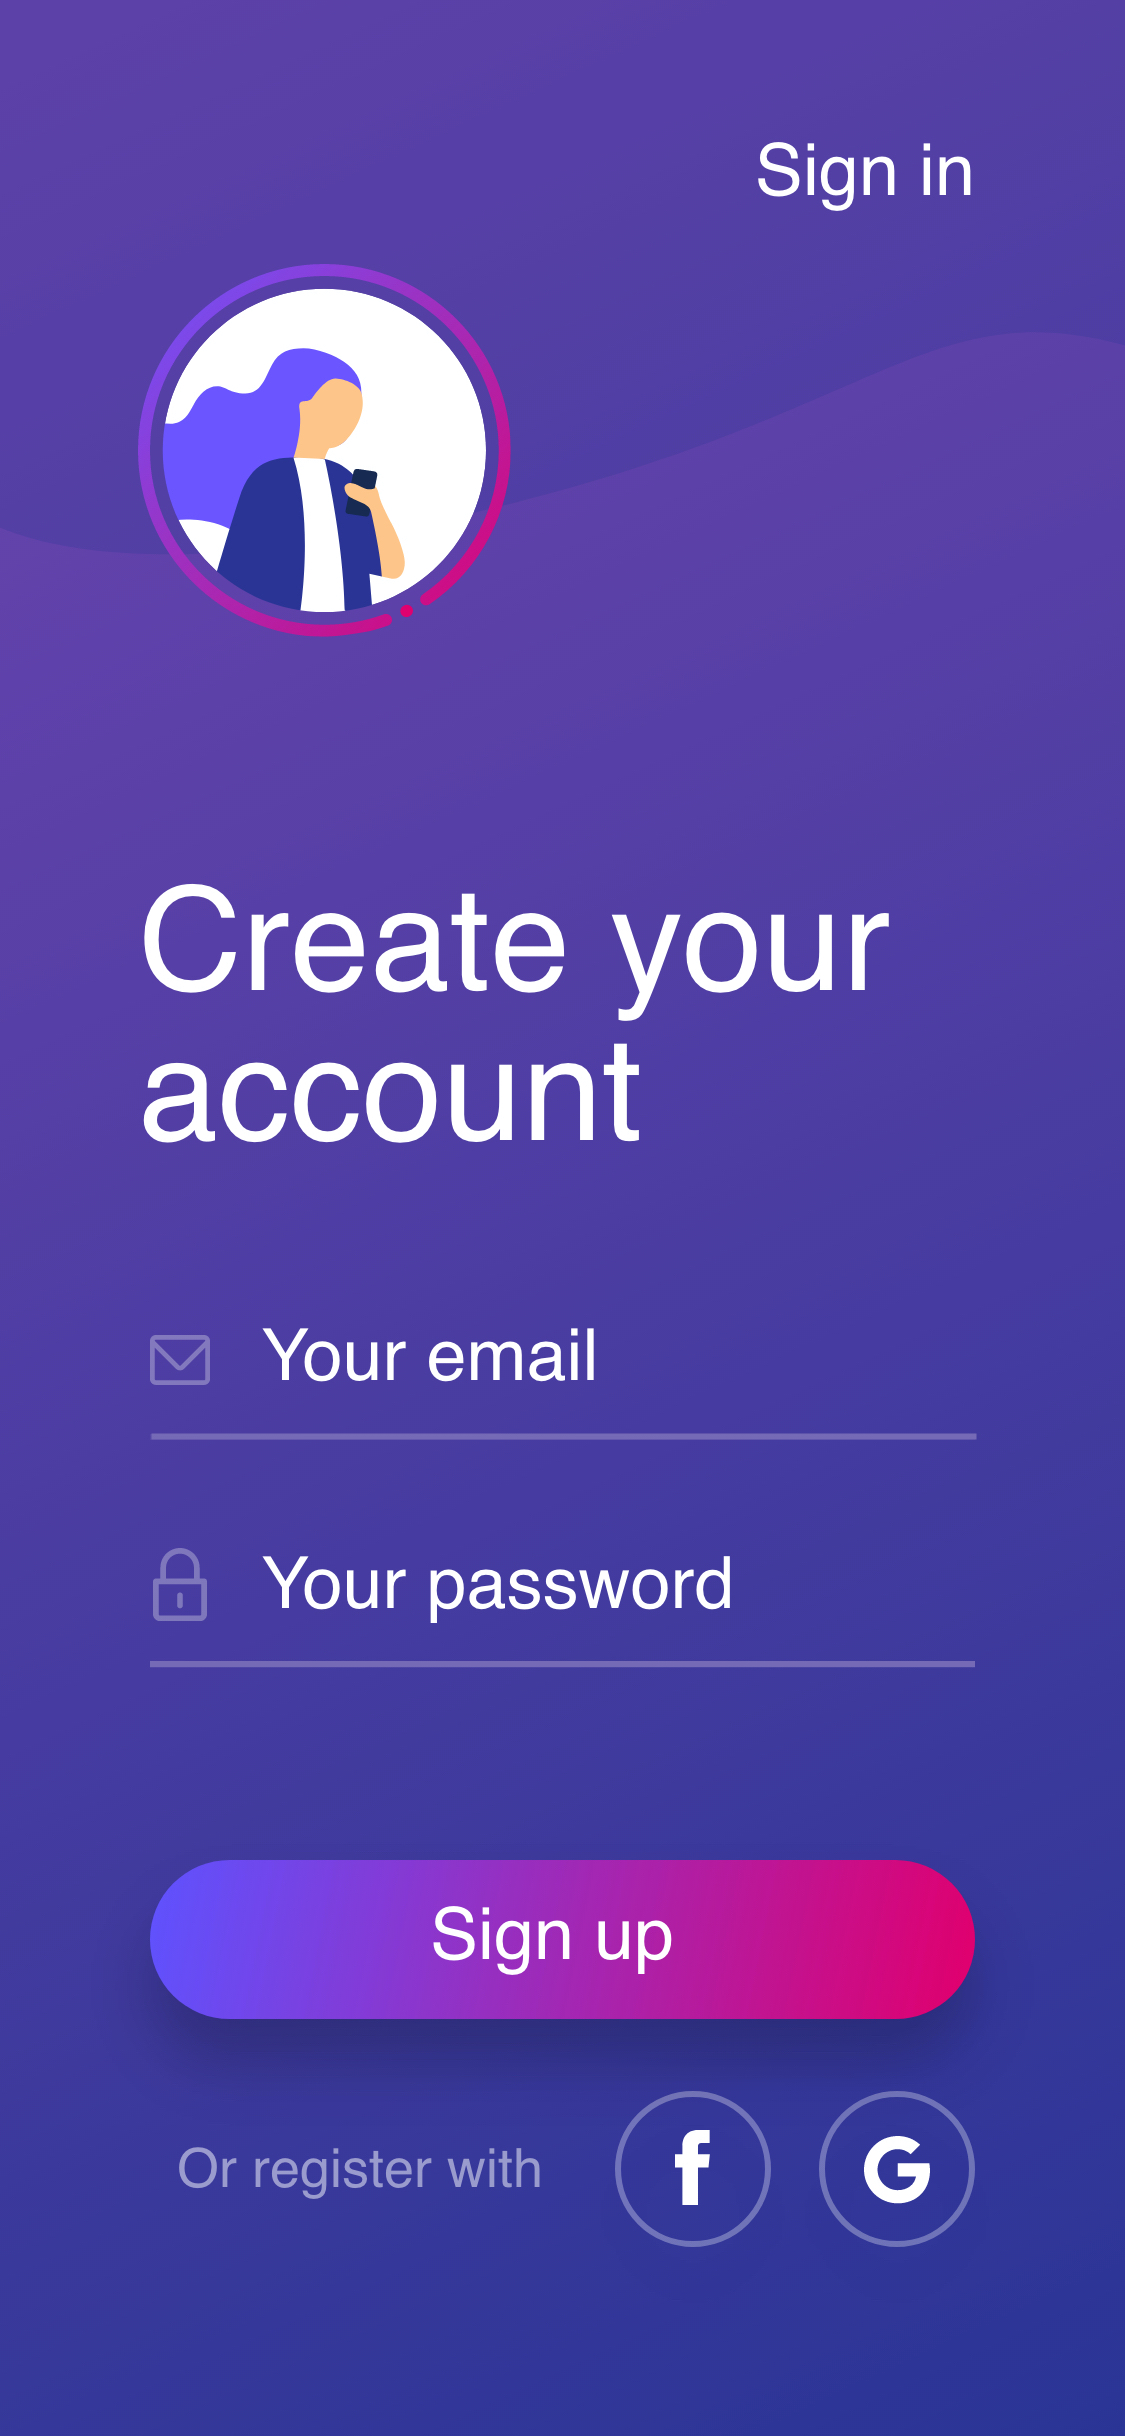 Sign in
Create your
account
Your email
Your password
Sign up
Or register with
f
G